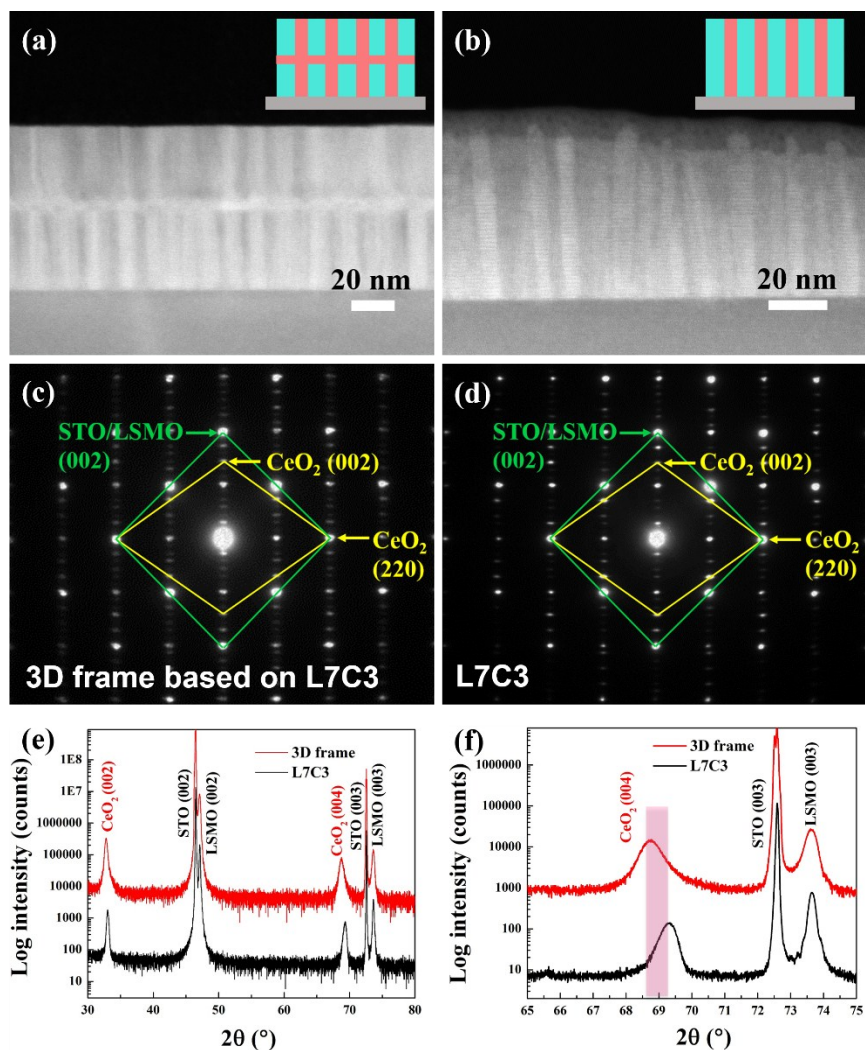 (a)
20 nm
(b)
20 nm
(c)
STO/LSMO
(002)
CeO₂ (002)
CeO₂
(220)
3D frame based on L7C3
(d)
STO/LSMO
(002)
CeO₂ (002)
CeO₂
(220)
L7C3
(e)
Log intensity (counts)
1E8
1E7
1000000
100000
10000
1000
100
10
3D frame
L7C3
CeO₂ (002)
STO (002)
LSMO (002)
CeO₂ (004)
STO (003)
LSMO (003)
30 40 50 60 70 80
2θ (°)
(f)
Log intensity (counts)
1000000
100000
10000
1000
100
10
3D frame
L7C3
CeO₂ (004)
STO (003)
LSMO (003)
65 66 67 68 69 70 71 72 73 74 75
2θ (°)